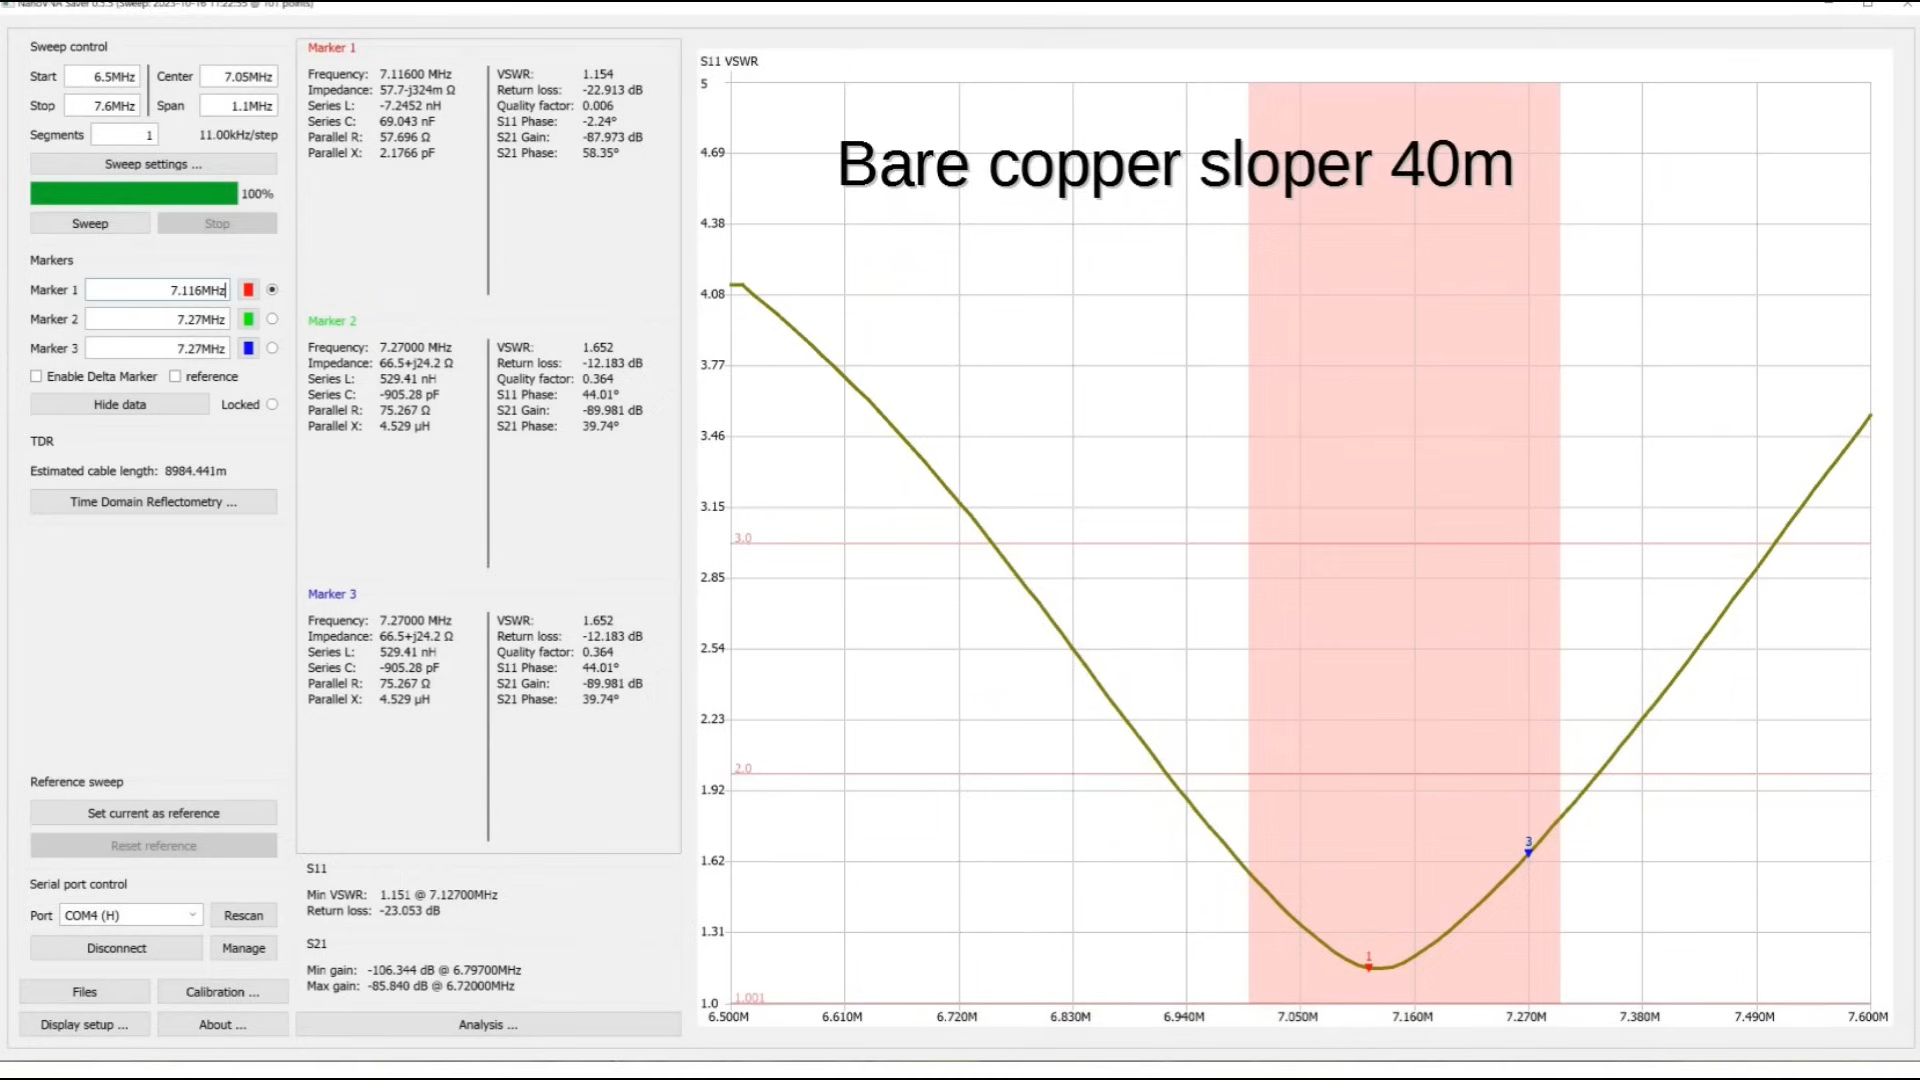 NanoVNA Saver 0.5.5 (Sweep: 2023-10-16 11:22:55 @ 101 points)
Sweep control
Start 6.5MHz Center 7.05MHz
Stop 7.6MHz Span 1.1MHz
Segments 1 11.00kHz/step
Sweep settings ...
100%
Sweep Stop
Markers
Marker 1 7.116MHz
Marker 2 7.27MHz
Marker 3 7.27MHz
Enable Delta Marker reference
Hide data Locked
TDR
Estimated cable length: 8984.441m
Time Domain Reflectometry ...
Reference sweep
Set current as reference
Reset reference
Serial port control
Port COM4 (H) Rescan
Disconnect Manage
Files Calibration ...
Display setup ... About ...
Marker 1
Frequency: 7.11600 MHz VSWR: 1.154
Impedance: 57.7-j324m Ω Return loss: -22.913 dB
Series L: -7.2452 nH Quality factor: 0.006
Series C: 69.043 nF S11 Phase: -2.24°
Parallel R: 57.696 Ω S21 Gain: -87.973 dB
Parallel X: 2.1766 pF S21 Phase: 58.35°
Marker 2
Frequency: 7.27000 MHz VSWR: 1.652
Impedance: 66.5+j24.2 Ω Return loss: -12.183 dB
Series L: 529.41 nH Quality factor: 0.364
Series C: -905.28 pF S11 Phase: 44.01°
Parallel R: 75.267 Ω S21 Gain: -89.981 dB
Parallel X: 4.529 µH S21 Phase: 39.74°
Marker 3
Frequency: 7.27000 MHz VSWR: 1.652
Impedance: 66.5+j24.2 Ω Return loss: -12.183 dB
Series L: 529.41 nH Quality factor: 0.364
Series C: -905.28 pF S11 Phase: 44.01°
Parallel R: 75.267 Ω S21 Gain: -89.981 dB
Parallel X: 4.529 µH S21 Phase: 39.74°
S11
Min VSWR: 1.151 @ 7.12700MHz
Return loss: -23.053 dB
S21
Min gain: -106.344 dB @ 6.79700MHz
Max gain: -85.840 dB @ 6.72000MHz
Analysis ...
S11 VSWR
5
Bare copper sloper 40m
4.69
4.38
4.08
3.77
3.46
3.15
3.0
2.85
2.54
2.23
2.0
1.92
3
1.62
1.31
1
1.001
1.0
6.500M 6.610M 6.720M 6.830M 6.940M 7.050M 7.160M 7.270M 7.380M 7.490M 7.600M